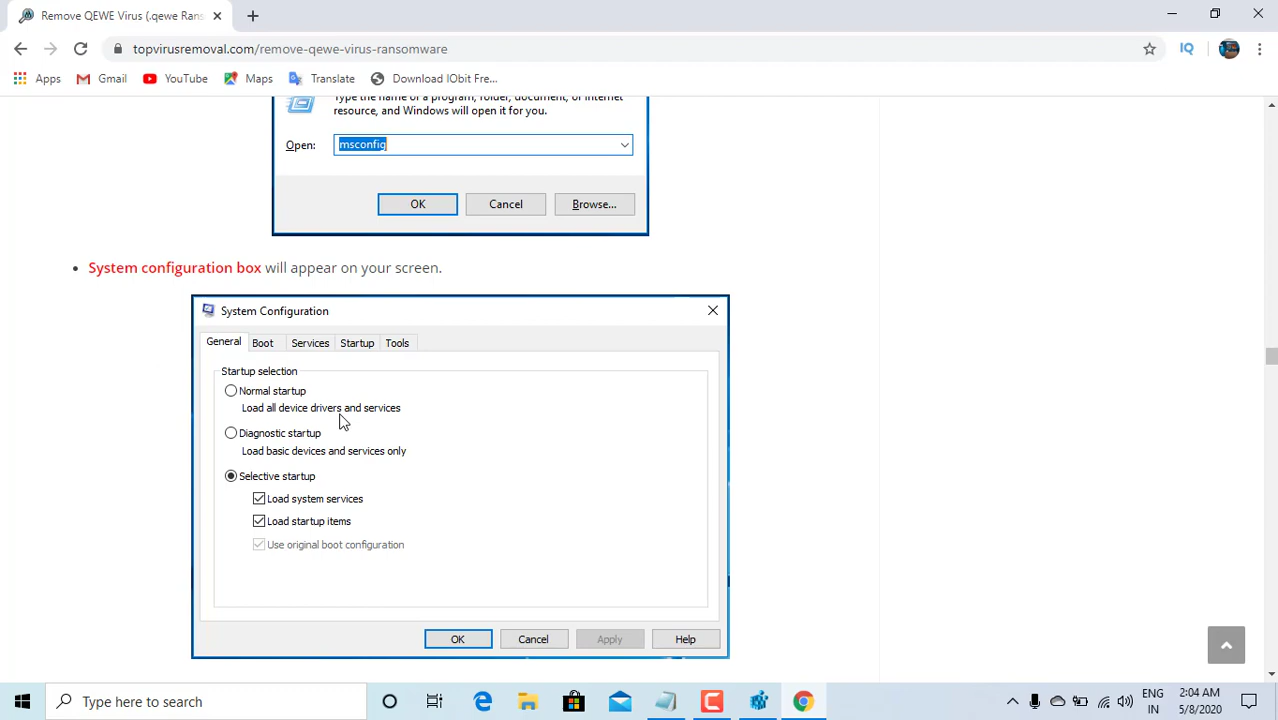 Remove QEWE Virus (.qewe Rans
topvirusremoval.com/remove-qewe-virus-ransomware
IQ
Apps
Gmail
YouTube
Maps
Translate
Download IObit Fre...
Type the name of a program, folder, document, or Internet
resource, and Windows will open it for you.
Open:
msconfig
OK
Cancel
Browse...
• System configuration box will appear on your screen.
System Configuration
General
Boot
Services
Startup
Tools
Startup selection
Normal startup
Load all device drivers and services
Diagnostic startup
Load basic devices and services only
Selective startup
Load system services
Load startup items
Use original boot configuration
OK
Cancel
Apply
Help
Type here to search
ENG
IN
2:04 AM
5/8/2020